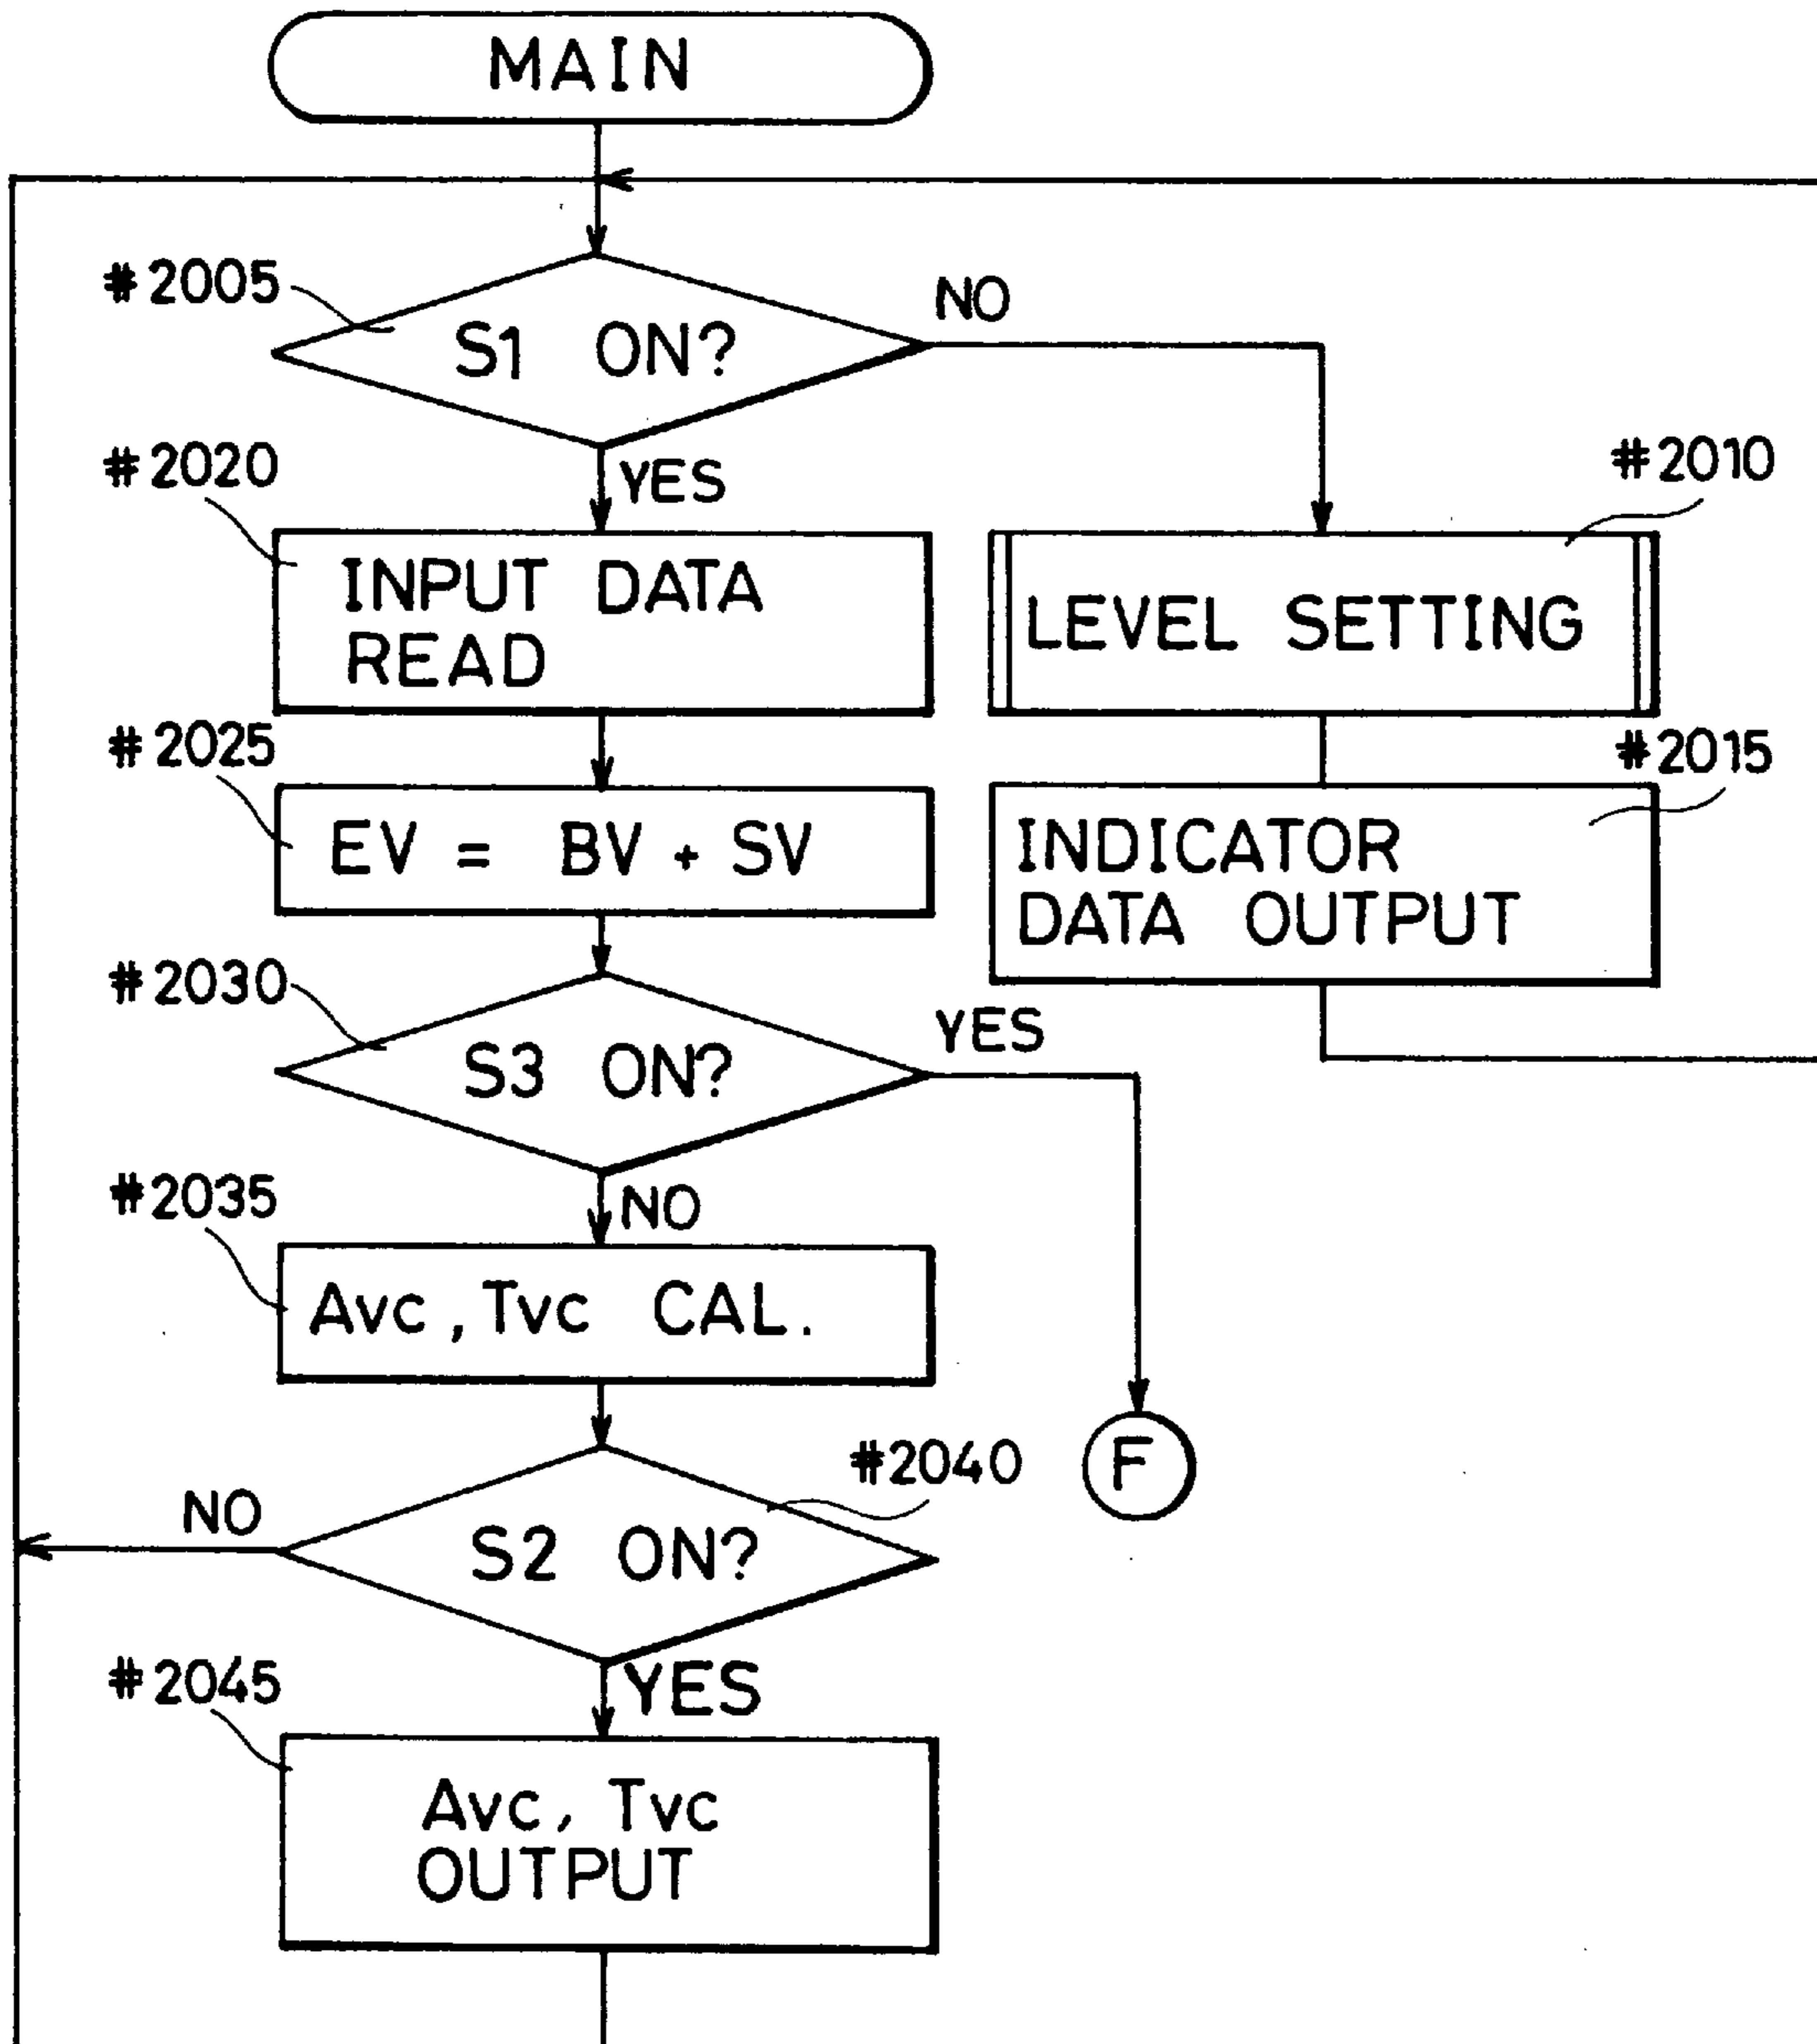 MAIN
#2005
S1 ON?
NO
YES
#2020
INPUT DATA
READ
#2010
LEVEL SETTING
#2025
EV = BV + SV
#2015
INDICATOR
DATA OUTPUT
#2030
S3 ON?
YES
NO
#2035
Avc, Tvc CAL.
#2040
F
S2 ON?
NO
YES
#2045
Avc, Tvc
OUTPUT